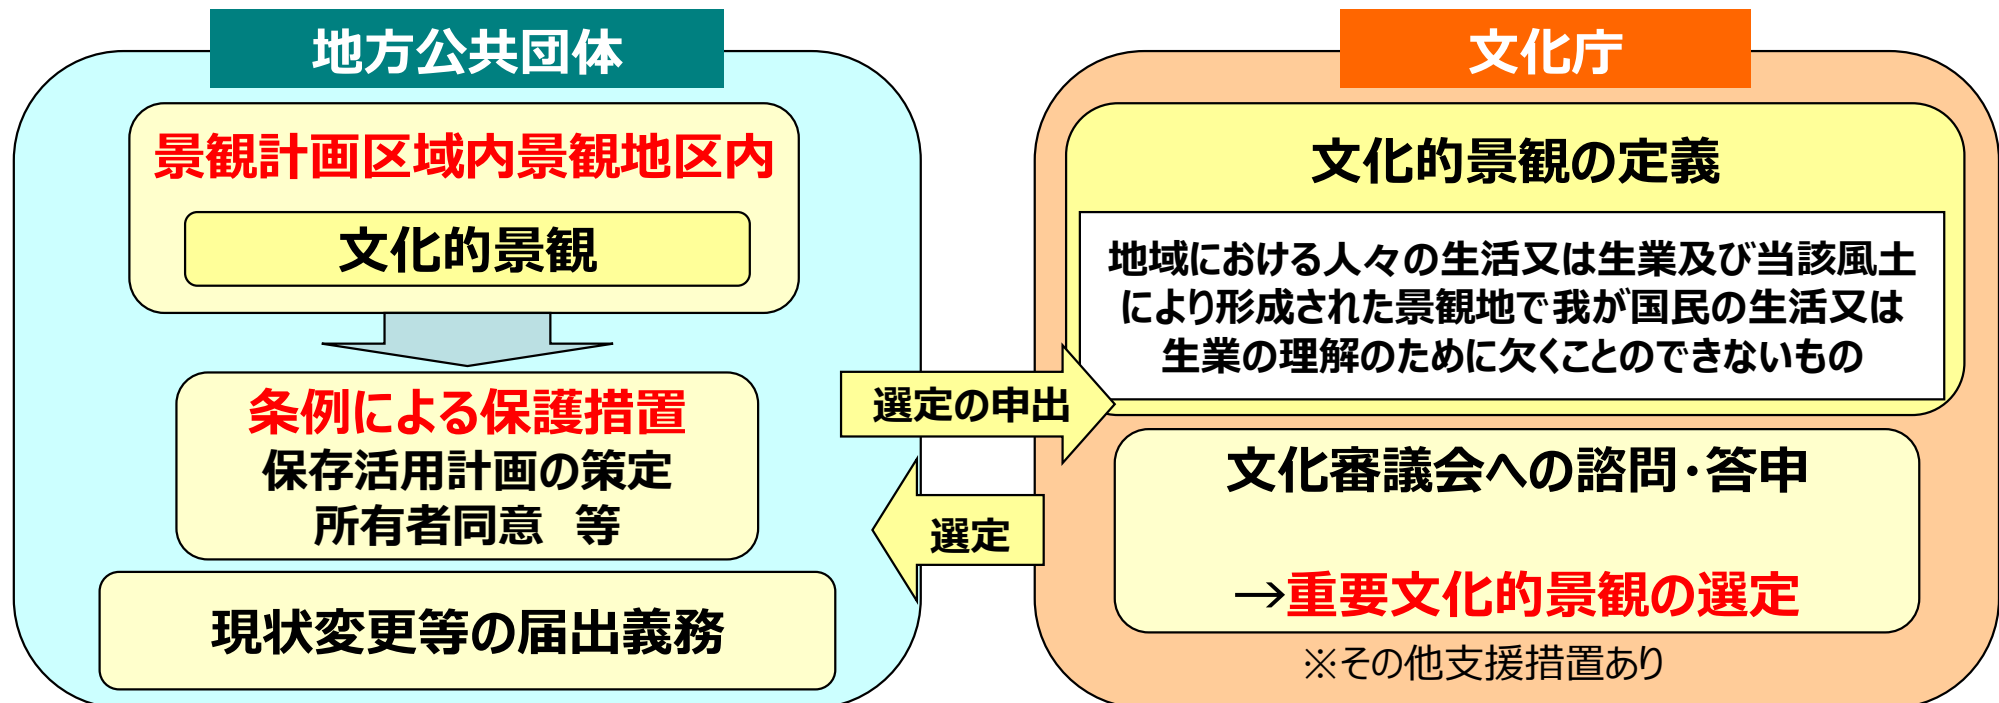 地方公共団体
景観計画区域内景観地区内
文化的景観
条例による保護措置
保存活用計画の策定
所有者同意　等
現状変更等の届出義務
選定の申出
選定
文化庁
文化的景観の定義
地域における人々の生活又は生業及び当該風土
により形成された景観地で我が国民の生活又は
生業の理解のために欠くことのできないもの
文化審議会への諮問・答申
→重要文化的景観の選定
※その他支援措置あり